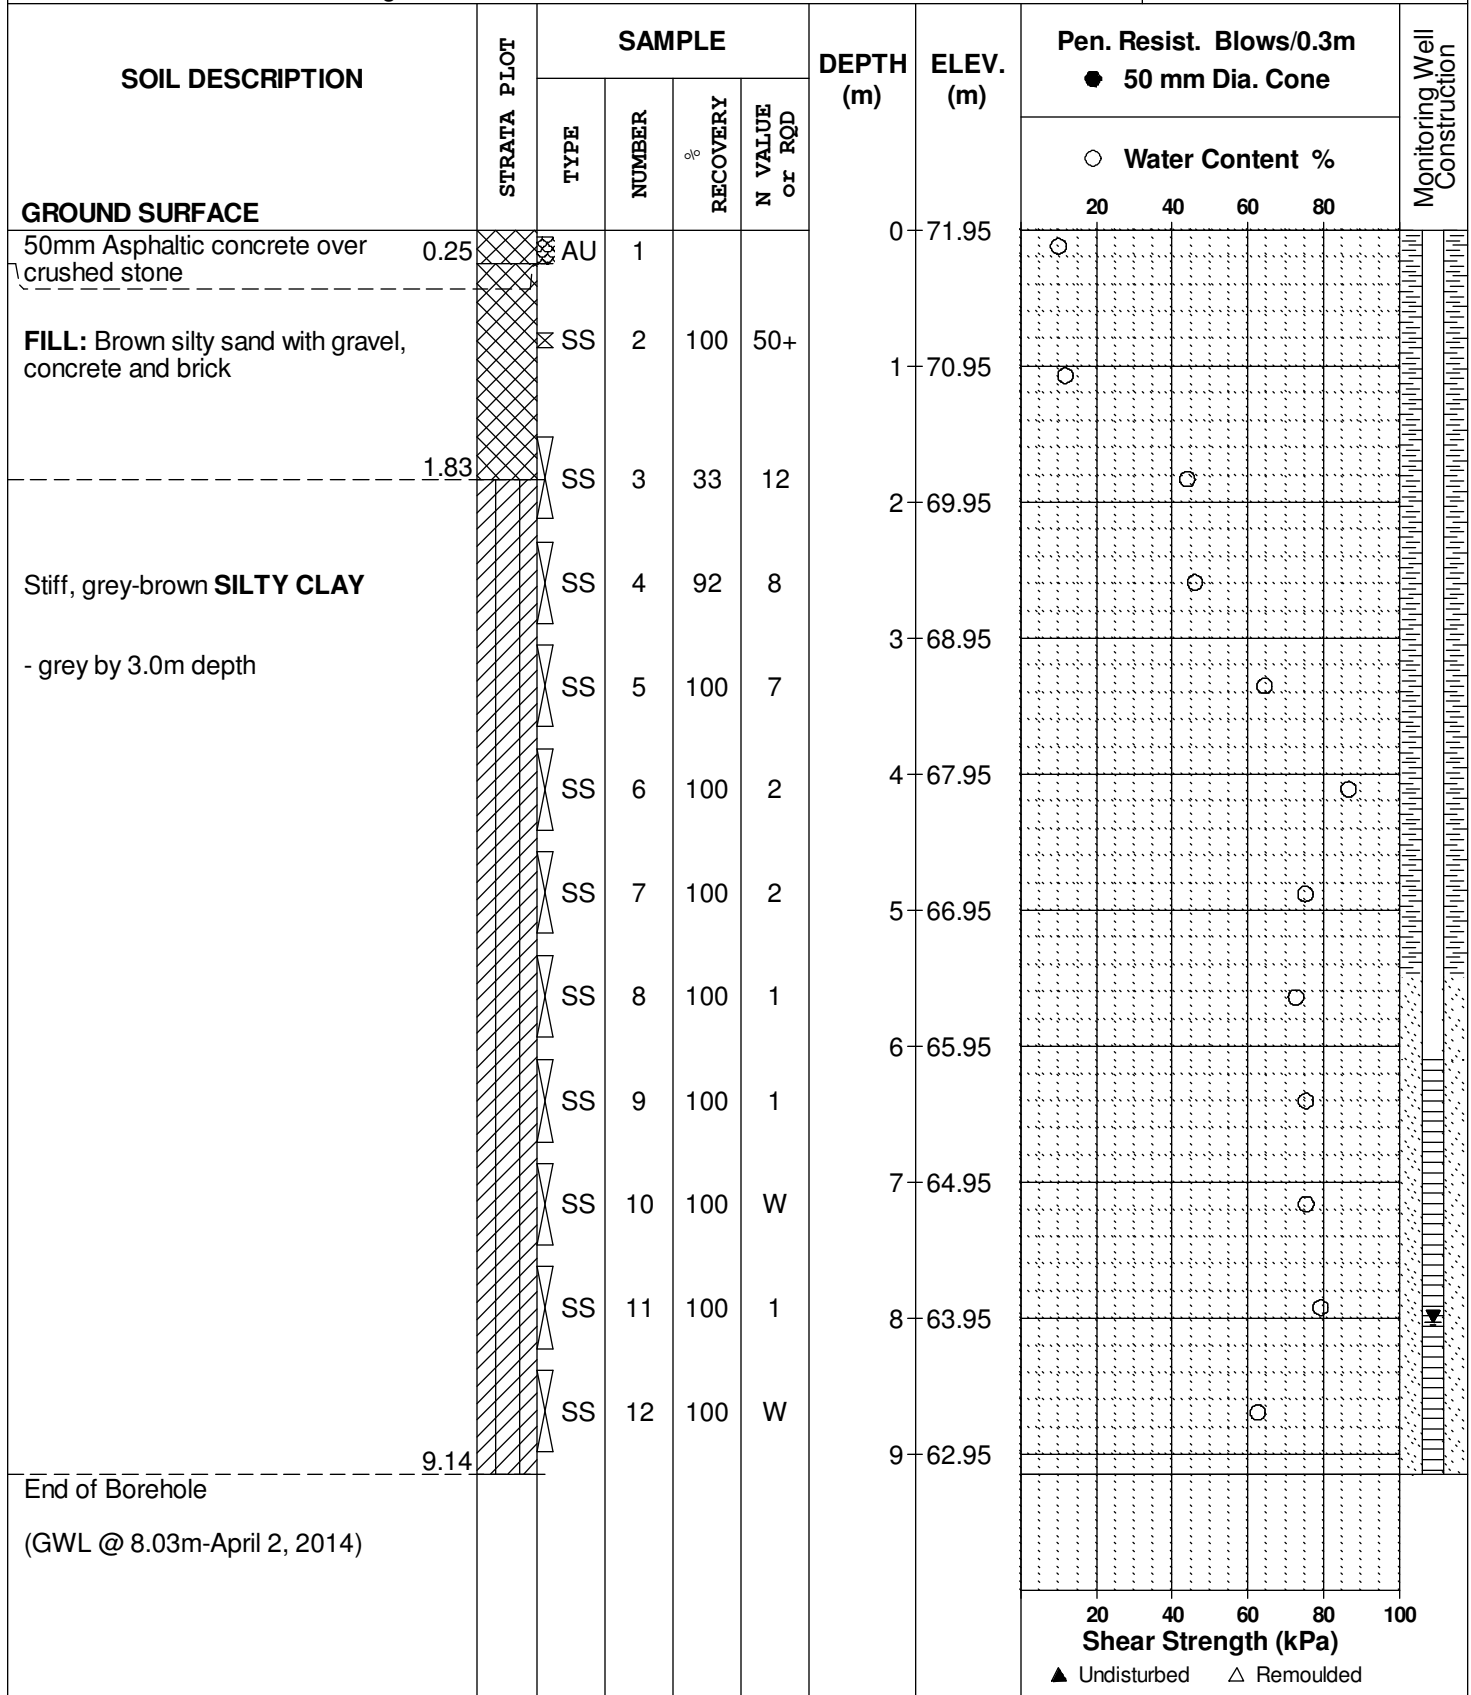 SOIL DESCRIPTION
GROUND SURFACE
STRATA PLOT
SAMPLE
TYPE
NUMBER
% RECOVERY
N VALUE or RQD
DEPTH (m)
ELEV. (m)
Pen. Resist. Blows/0.3m
● 50 mm Dia. Cone
○ Water Content %
20 40 60 80
Monitoring Well
Construction
50mm Asphaltic concrete over 0.25
crushed stone
AU 1
0 71.95
FILL: Brown silty sand with gravel,
concrete and brick
SS 2 100 50+
1 70.95
1.83
SS 3 33 12
2 69.95
Stiff, grey-brown SILTY CLAY
SS 4 92 8
3 68.95
- grey by 3.0m depth
SS 5 100 7
4 67.95
SS 6 100 2
SS 7 100 2
5 66.95
SS 8 100 1
6 65.95
SS 9 100 1
7 64.95
SS 10 100 W
SS 11 100 1
8 63.95
SS 12 100 W
9 62.95
9.14
End of Borehole
(GWL @ 8.03m-April 2, 2014)
20 40 60 80 100
Shear Strength (kPa)
▲ Undisturbed △ Remoulded